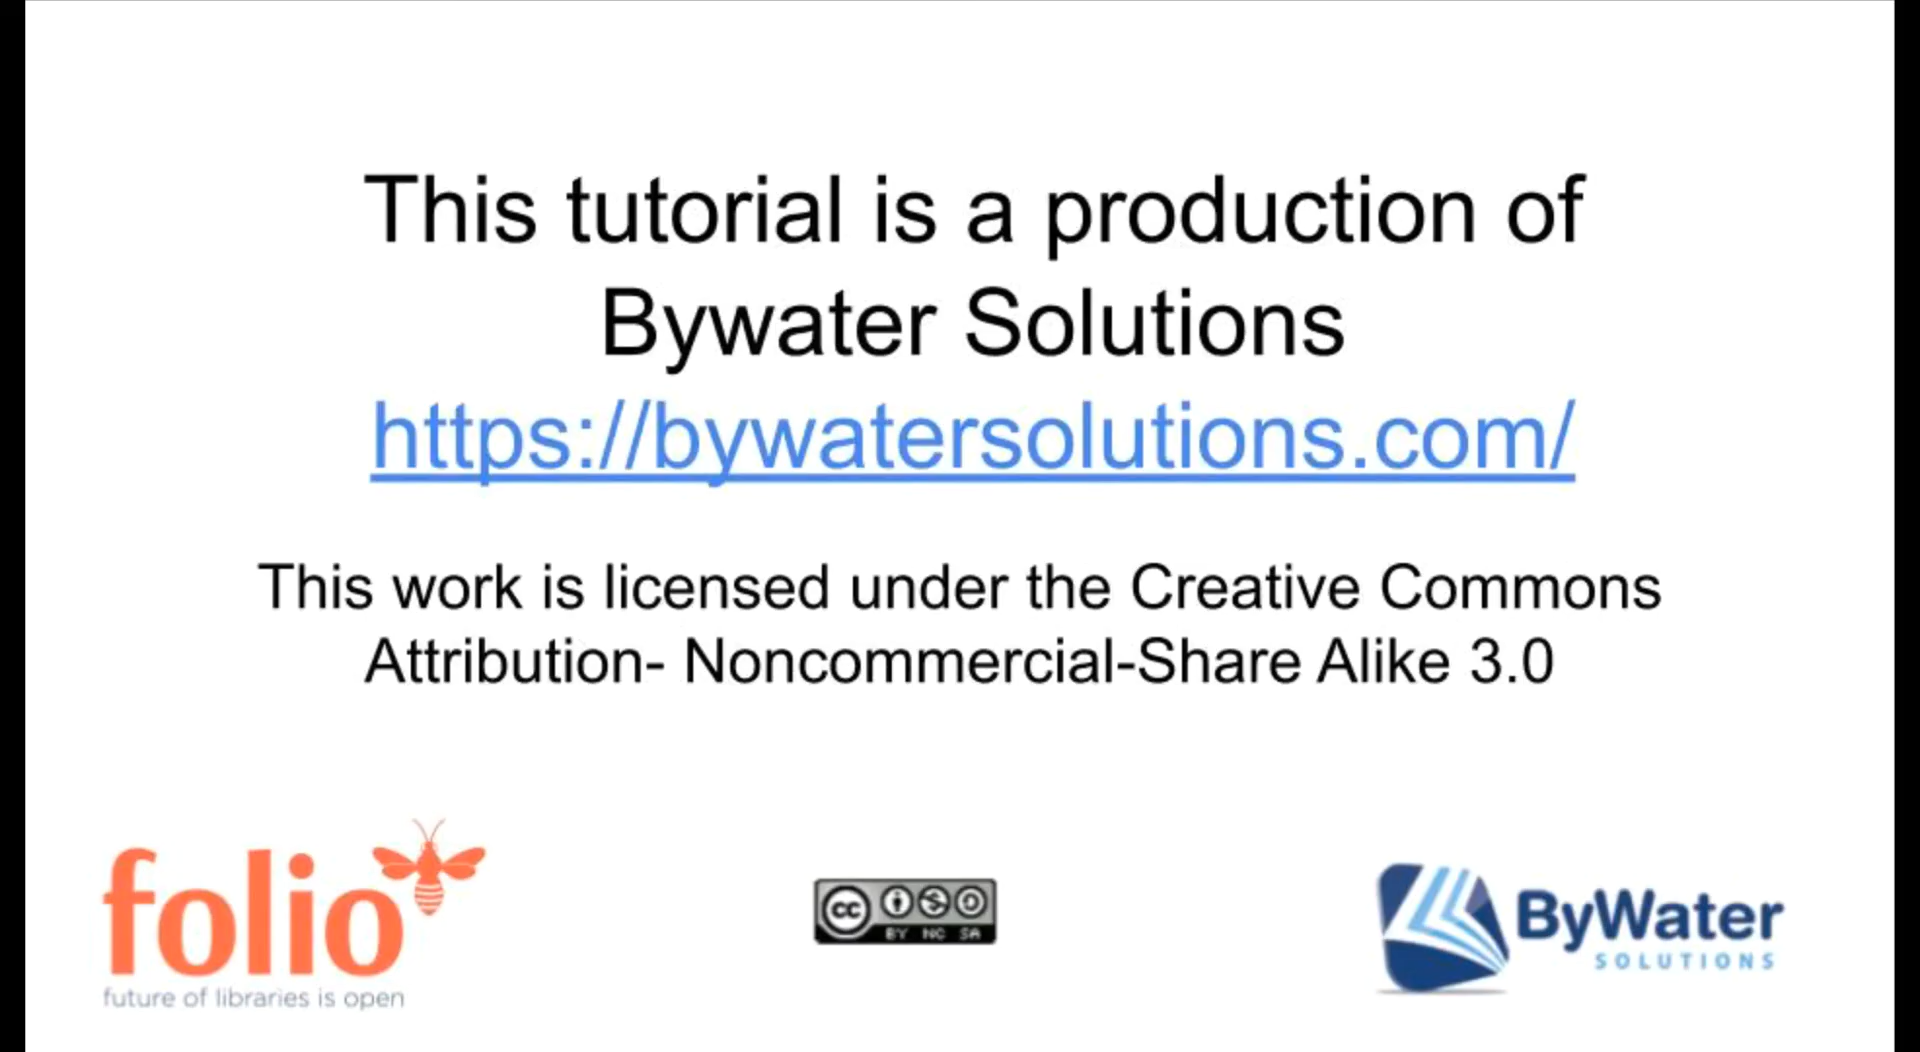 This tutorial is a production of
Bywater Solutions
https://bywatersolutions.com/
This work is licensed under the Creative Commons
Attribution- Noncommercial-Share Alike 3.0
folio
future of libraries is open
cc
BY NC SA
ByWater
SOLUTIONS